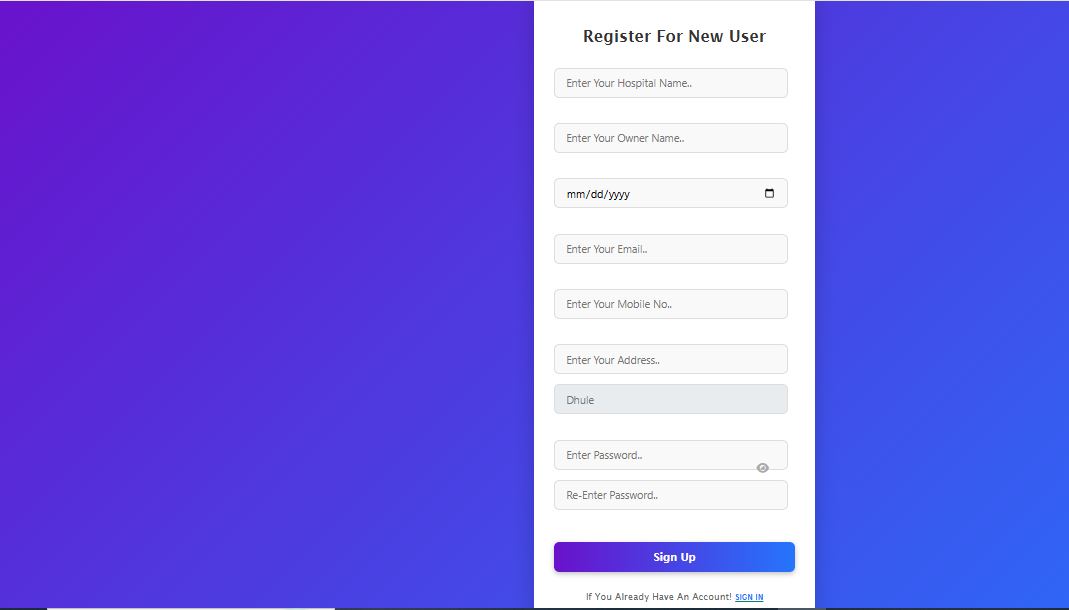 Register For New User
Enter Your Hospital Name..
Enter Your Owner Name..
mm/dd/yyyy
Enter Your Email..
Enter Your Mobile No..
Enter Your Address..
Dhule
Enter Password..
Re-Enter Password..
Sign Up
If You Already Have An Account! SIGN IN